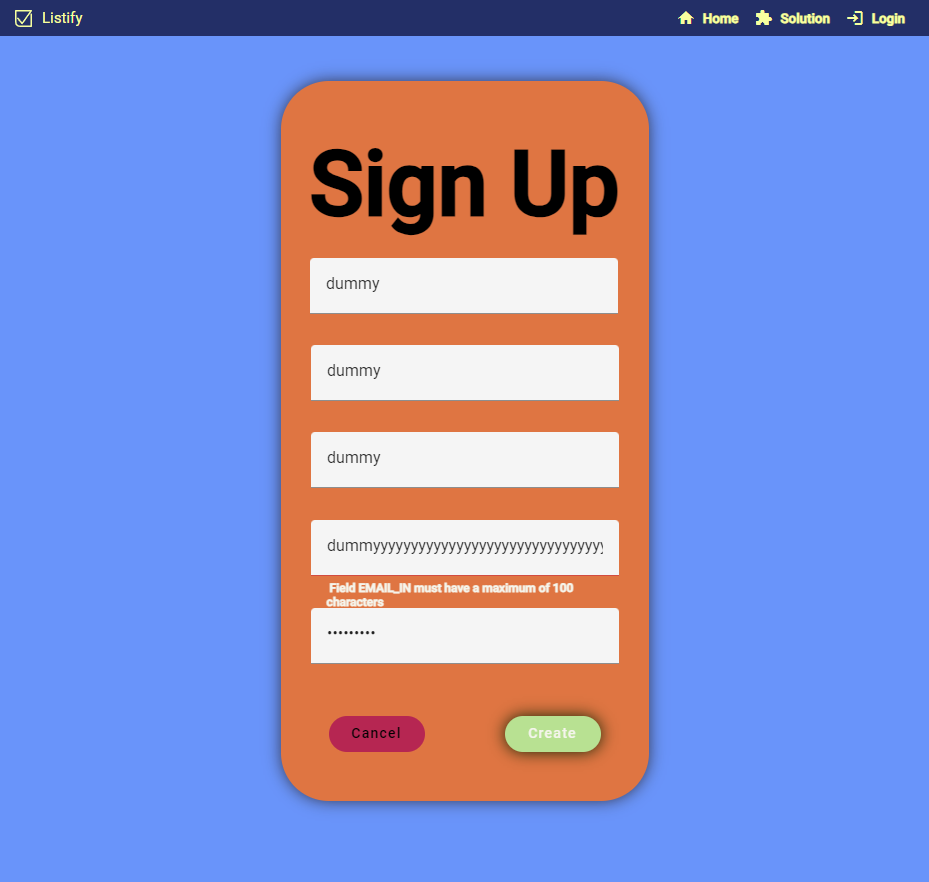 Listify
Home Solution Login
Sign Up
dummy
dummy
dummy
dummyyyyyyyyyyyyyyyyyyyyyyyyyyyyyyy
Field EMAIL_IN must have a maximum of 100
characters
•••••••••
Cancel Create